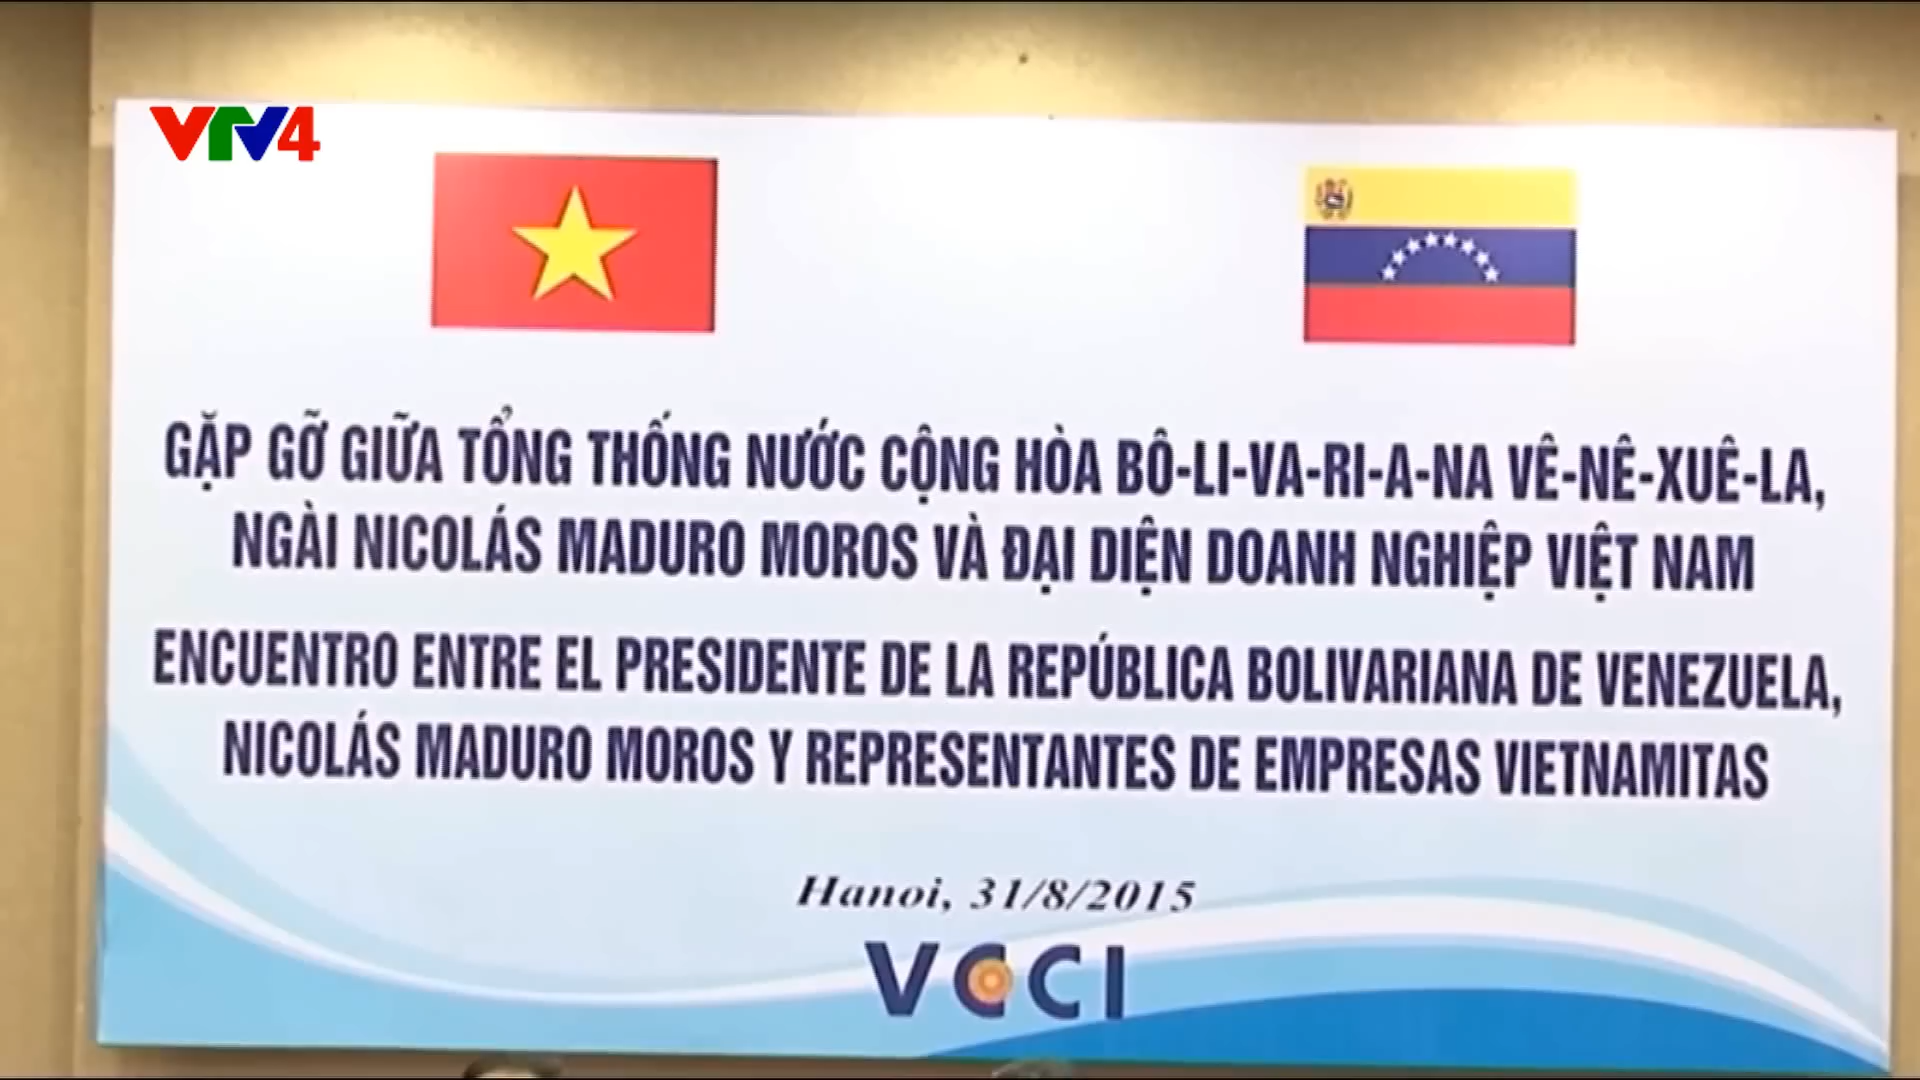 VTV4
GẶP GỠ GIỮA TỔNG THỐNG NƯỚC CỘNG HÒA BÔ-LI-VA-RI-A-NA VÊ-NÊ-XUÊ-LA,
NGÀI NICOLÁS MADURO MOROS VÀ ĐẠI DIỆN DOANH NGHIỆP VIỆT NAM
ENCUENTRO ENTRE EL PRESIDENTE DE LA REPÚBLICA BOLIVARIANA DE VENEZUELA,
NICOLÁS MADURO MOROS Y REPRESENTANTES DE EMPRESAS VIETNAMITAS
Hanoi, 31/8/2015
VCCI